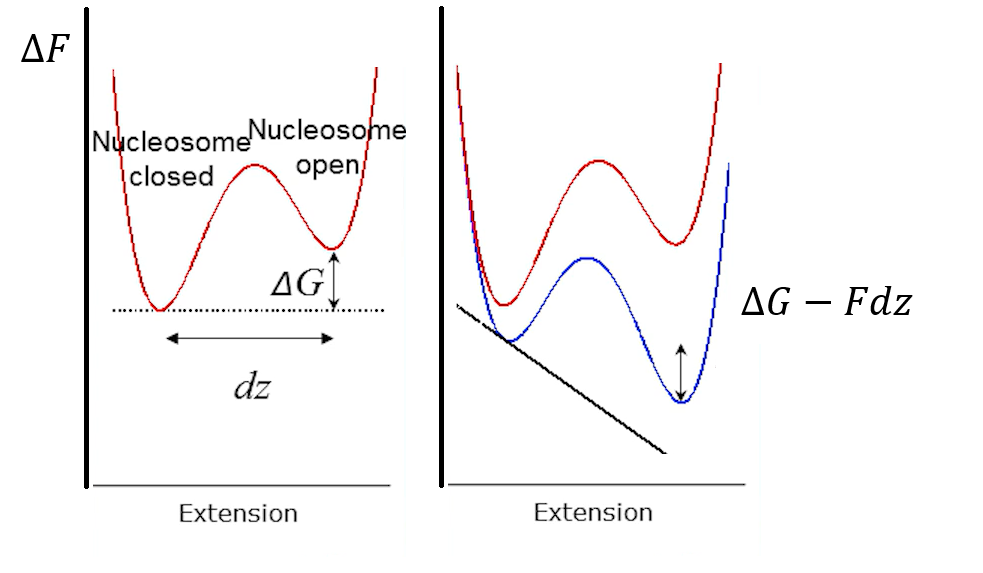 ΔF
Nucleosome
closed
Nucleosome
open
ΔG
dz
Extension
ΔG − Fdz
Extension